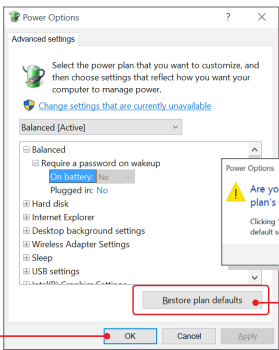 Power Options
Advanced settings
Select the power plan that you want to customize, and
then choose settings that reflect how you want your
computer to manage power.
Change settings that are currently unavailable
Balanced [Active]
Balanced
Require a password on wakeup
On battery: No
Plugged in: No
Hard disk
Internet Explorer
Desktop background settings
Wireless Adapter Settings
Sleep
USB settings
Intel(R) Graphics Settings
Power Options
Are you
plan's
Clicking
default s
Restore plan defaults
OK
Cancel
Apply